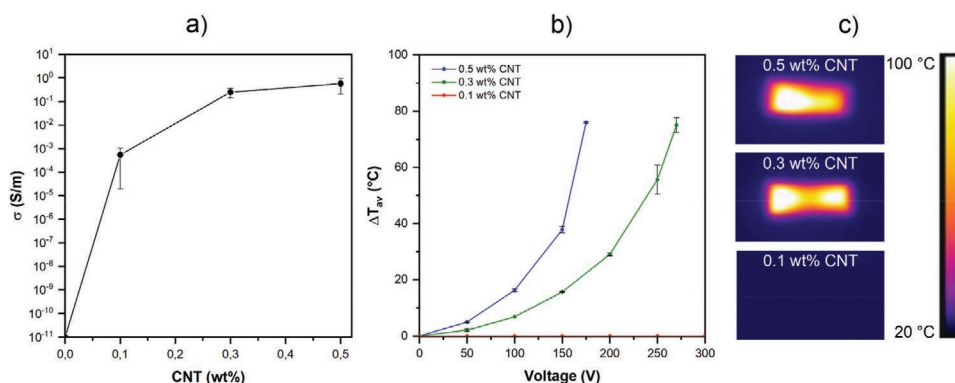 a)
10¹
10⁰
10⁻¹
10⁻²
10⁻³
10⁻⁴
10⁻⁵
10⁻⁶
10⁻⁷
10⁻⁸
10⁻⁹
10⁻¹⁰
10⁻¹¹
σ (S/m)
0,0 0,1 0,2 0,3 0,4 0,5
CNT (wt%)
b)
100
80
60
40
20
0
ΔTav (°C)
0.5 wt% CNT
0.3 wt% CNT
0.1 wt% CNT
0 50 100 150 200 250 300
Voltage (V)
c)
0.5 wt% CNT
0.3 wt% CNT
0.1 wt% CNT
100 °C
20 °C